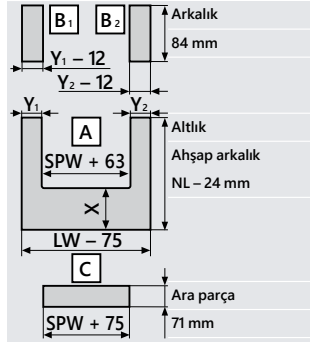 B1 B2 Arkalık
84 mm
Y1 – 12
Y2 – 12
Y1 Y2 Altlık
A
Ahşap arkalık
SPW + 63
NL – 24 mm
X
LW – 75
C
Ara parça
SPW + 75 71 mm